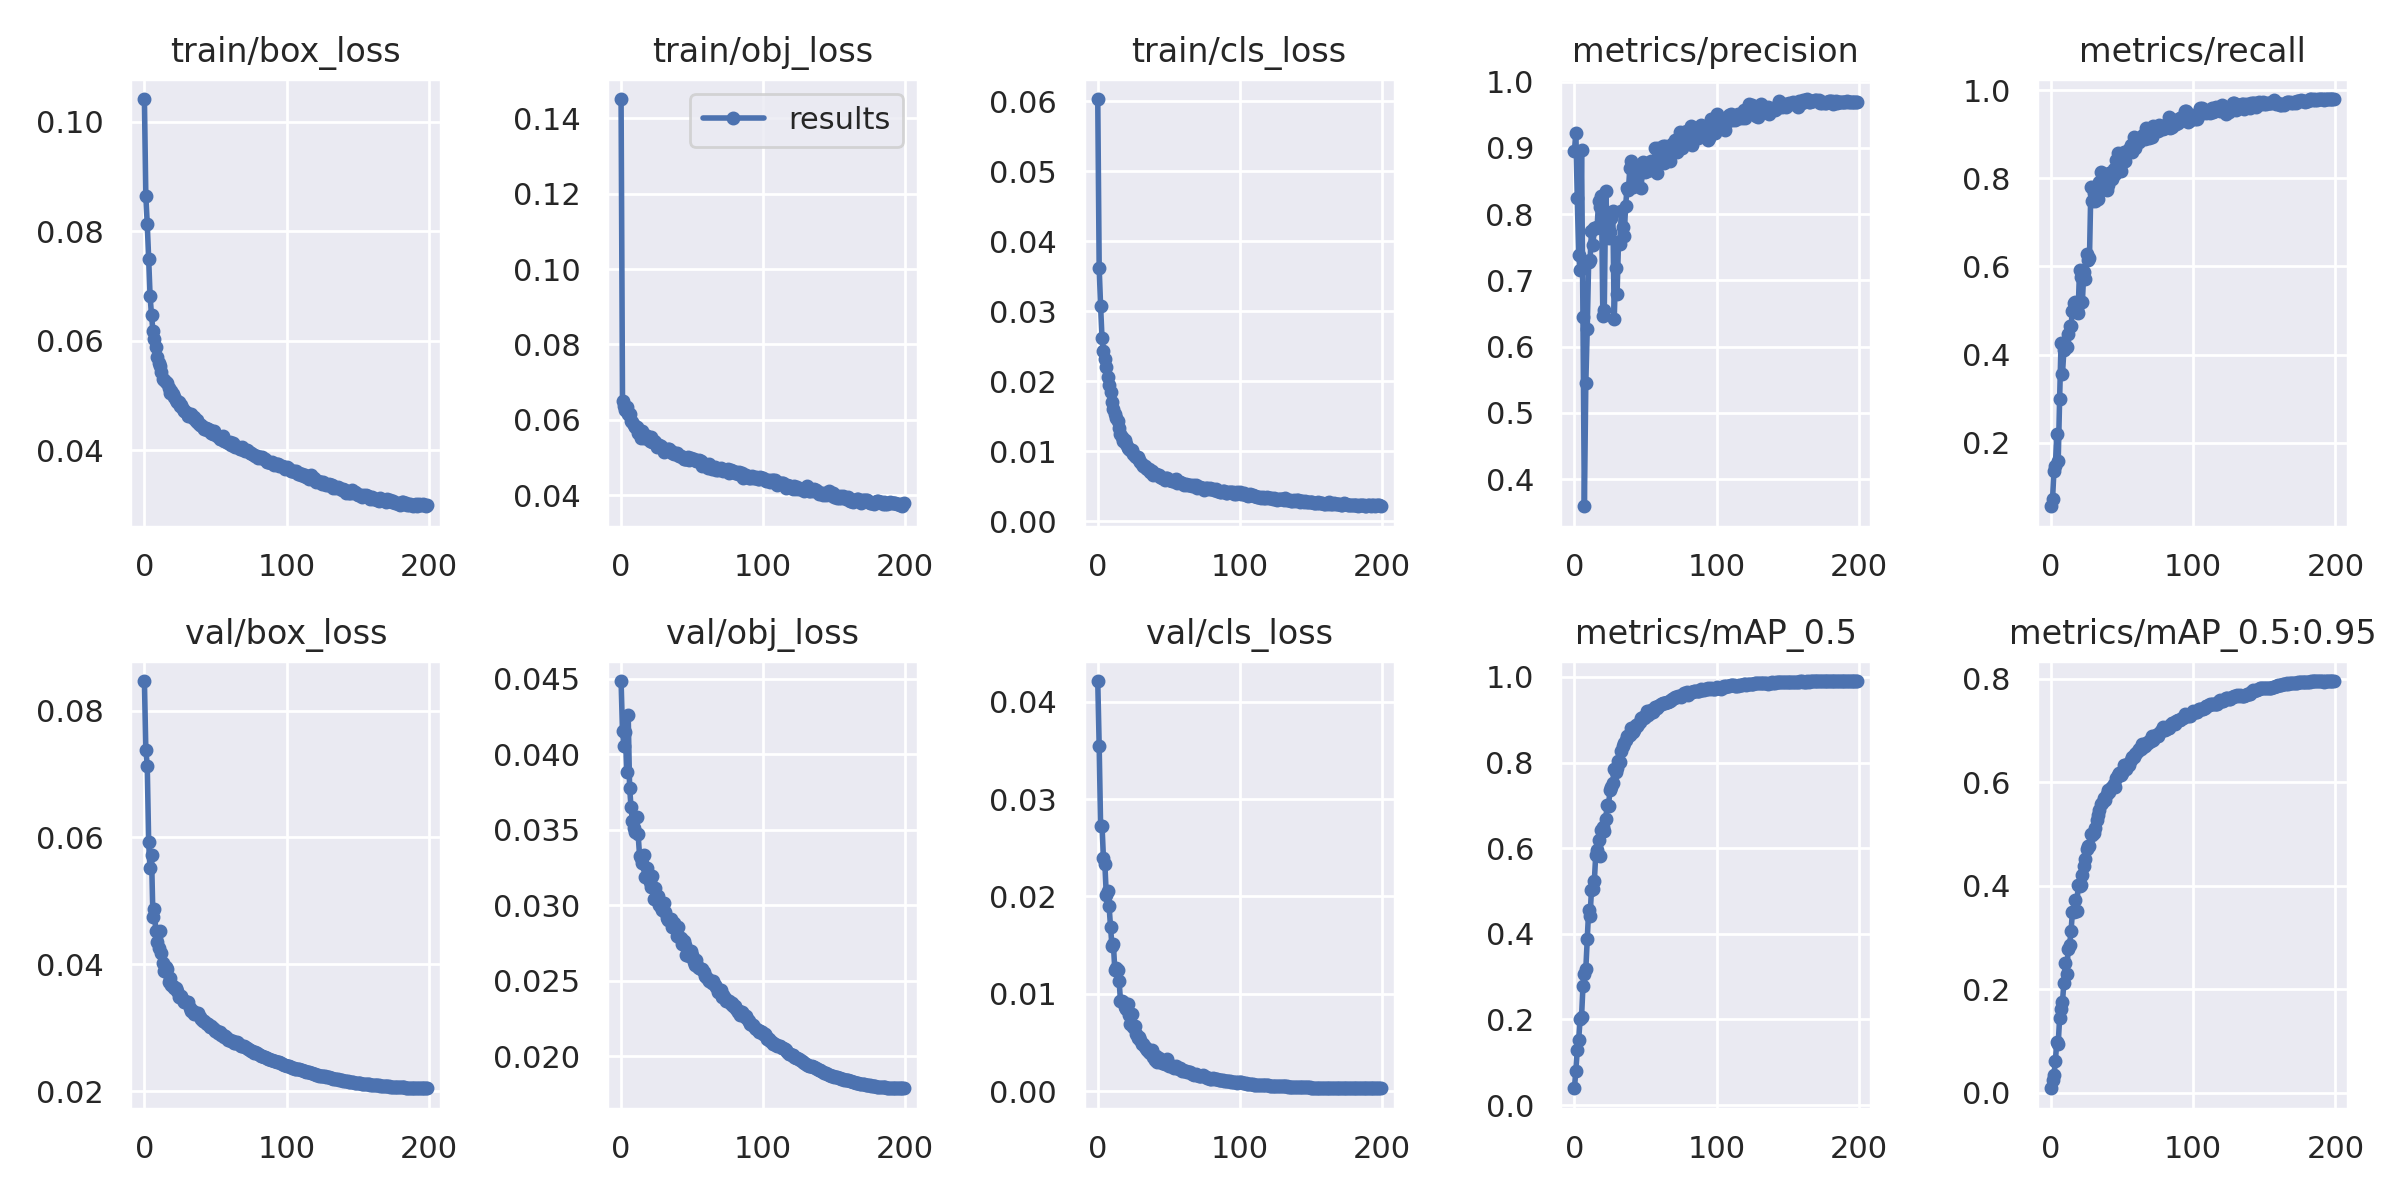 train/box_loss
0.10
0.08
0.06
0.04
0 100 200
train/obj_loss
results
0.14
0.12
0.10
0.08
0.06
0.04
0 100 200
train/cls_loss
0.06
0.05
0.04
0.03
0.02
0.01
0.00
0 100 200
metrics/precision
1.0
0.9
0.8
0.7
0.6
0.5
0.4
0 100 200
metrics/recall
1.0
0.8
0.6
0.4
0.2
0 100 200
val/box_loss
0.08
0.06
0.04
0.02
0 100 200
val/obj_loss
0.045
0.040
0.035
0.030
0.025
0.020
0 100 200
val/cls_loss
0.04
0.03
0.02
0.01
0.00
0 100 200
metrics/mAP_0.5
1.0
0.8
0.6
0.4
0.2
0.0
0 100 200
metrics/mAP_0.5:0.95
0.8
0.6
0.4
0.2
0.0
0 100 200